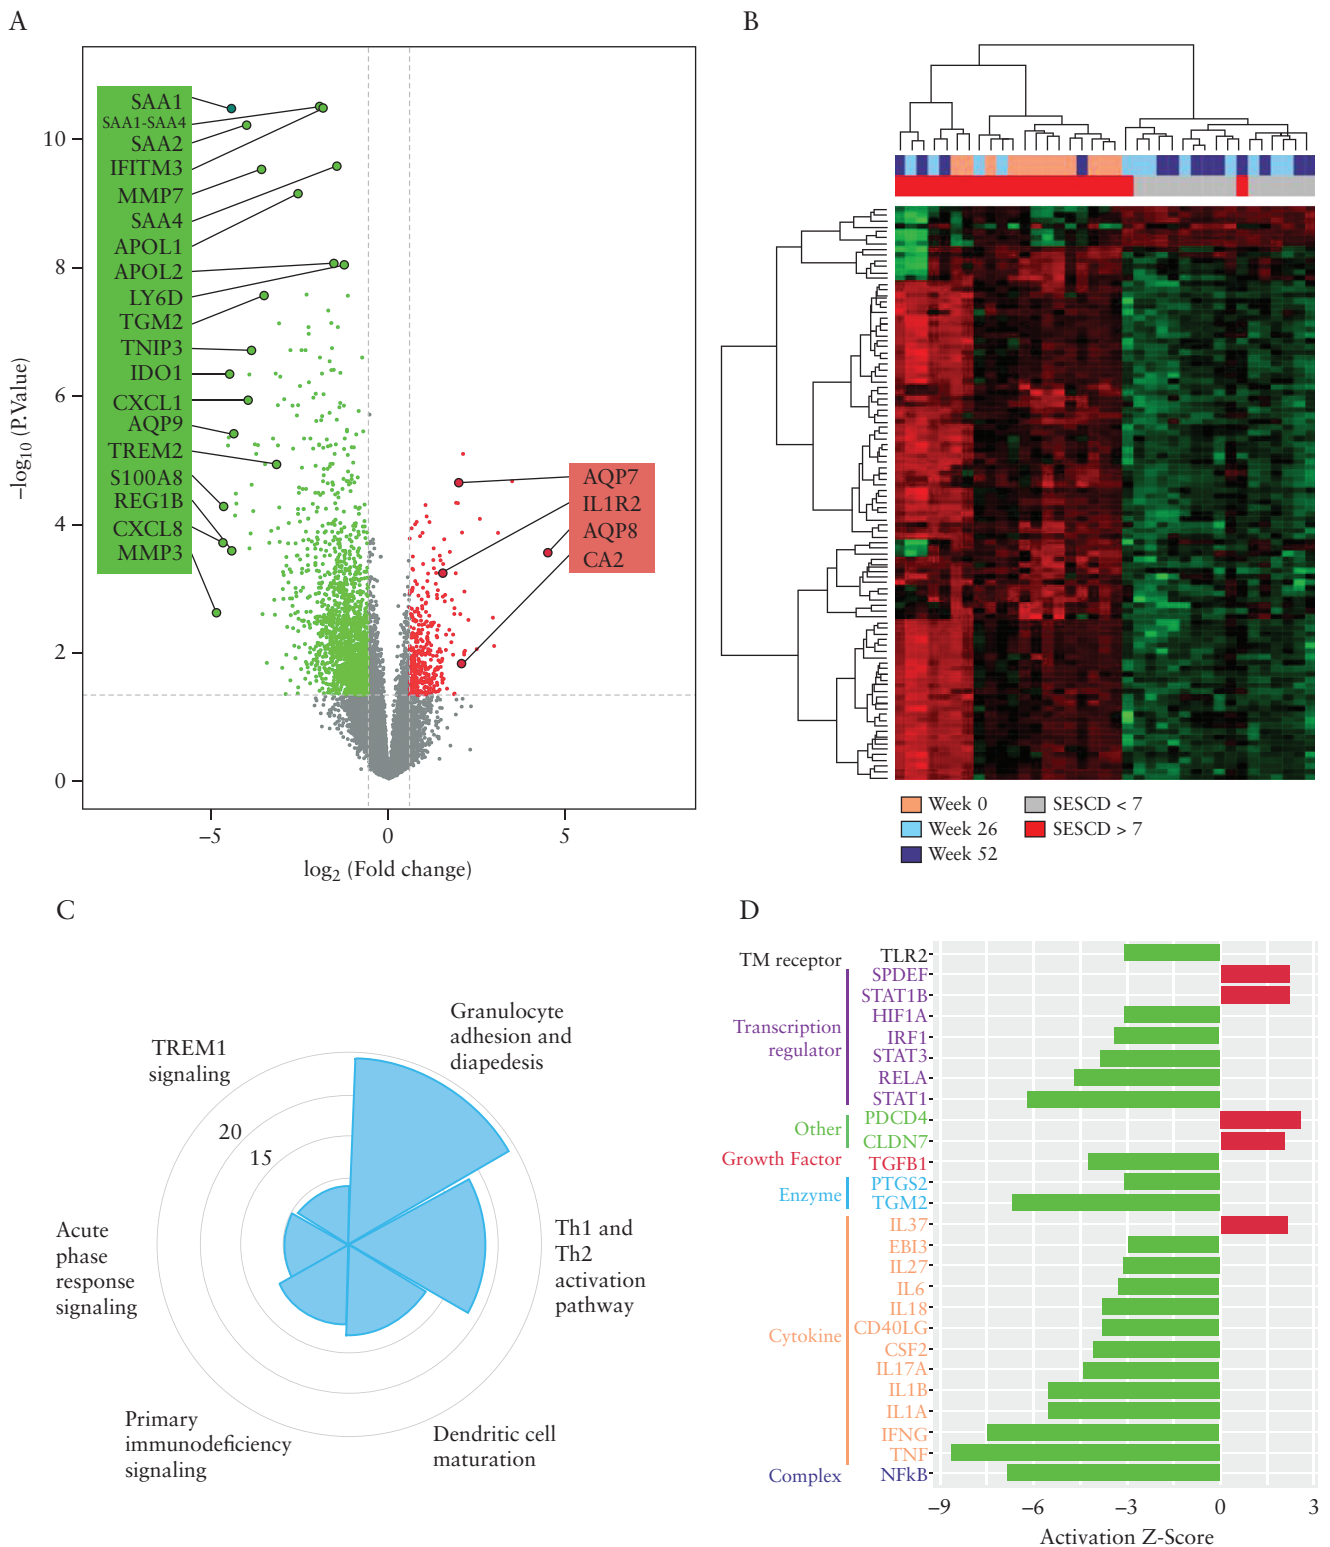 A
SAA1
SAA1-SAA4
SAA2
IFITM3
MMP7
SAA4
APOL1
APOL2
LY6D
TGM2
TNIP3
IDO1
CXCL1
AQP9
TREM2
S100A8
REG1B
CXCL8
MMP3
AQP7
IL1R2
AQP8
CA2
10
8
6
4
2
0
−log10 (P.Value)
−5
0
5
log2 (Fold change)
B
Week 0
Week 26
Week 52
SESCD < 7
SESCD > 7
C
TREM1
signaling
Granulocyte
adhesion and
diapedesis
20
15
Acute
phase
response
signaling
Th1 and
Th2
activation
pathway
Primary
immunodeficiency
signaling
Dendritic cell
maturation
D
TM receptor
Transcription
regulator
Other
Growth Factor
Enzyme
Cytokine
Complex
TLR2
SPDEF
STAT1B
HIF1A
IRF1
STAT3
RELA
STAT1
PDCD4
CLDN7
TGFB1
PTGS2
TGM2
IL37
EBI3
IL27
IL6
IL18
CD40LG
CSF2
IL17A
IL1B
IL1A
IFNG
TNF
NFkB
−9
−6
−3
0
3
Activation Z-Score